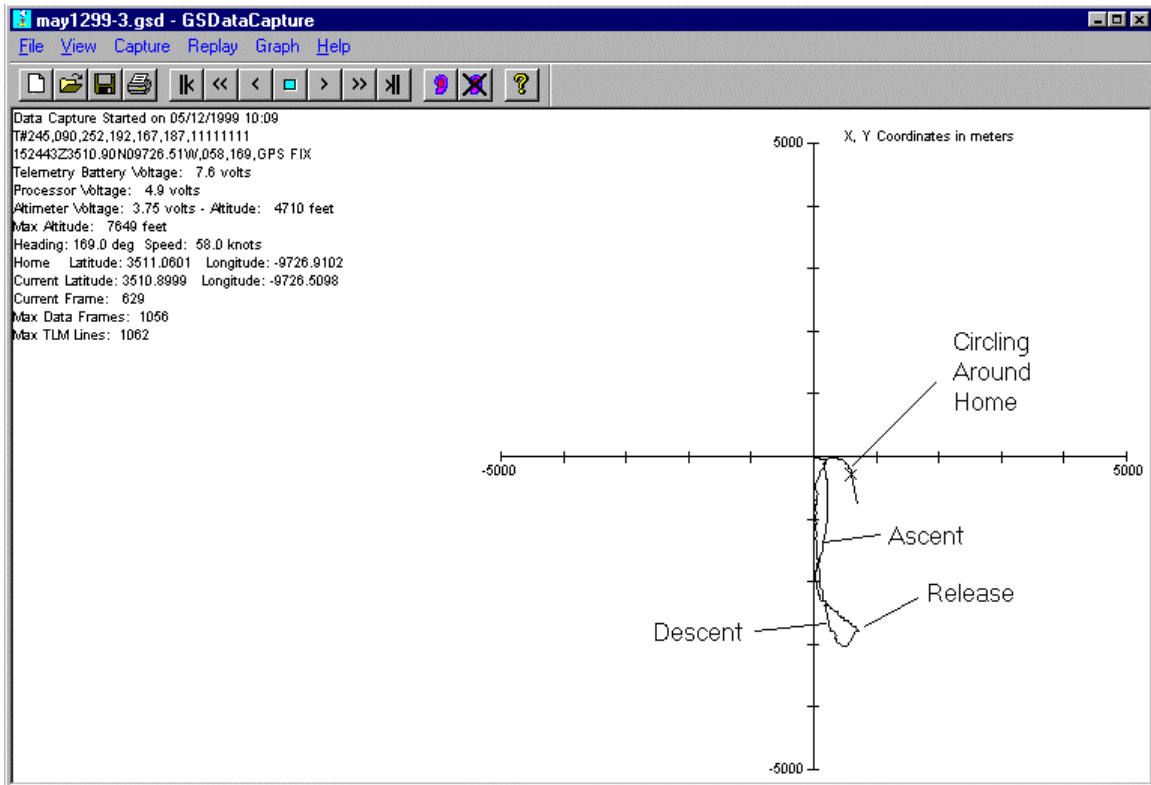 may1299-3.gsd - GSDataCapture
File View Capture Replay Graph Help
Data Capture Started on 05/12/1999 10:09
T#245,090,252,192,167,187,11111111
152443Z3510.90N09726.51W,058,169,GPS FIX
Telemetry Battery Voltage: 7.6 volts
Processor Voltage: 4.9 volts
Altimeter Voltage: 3.75 volts - Altitude: 4710 feet
Max Altitude: 7649 feet
Heading: 169.0 deg Speed: 58.0 knots
Home Latitude: 3511.0601 Longitude: -9726.9102
Current Latitude: 3510.8999 Longitude: -9726.5098
Current Frame: 629
Max Data Frames: 1056
Max TLM Lines: 1062
5000
X, Y Coordinates in meters
Circling
Around
Home
-5000
5000
Ascent
Release
Descent
-5000